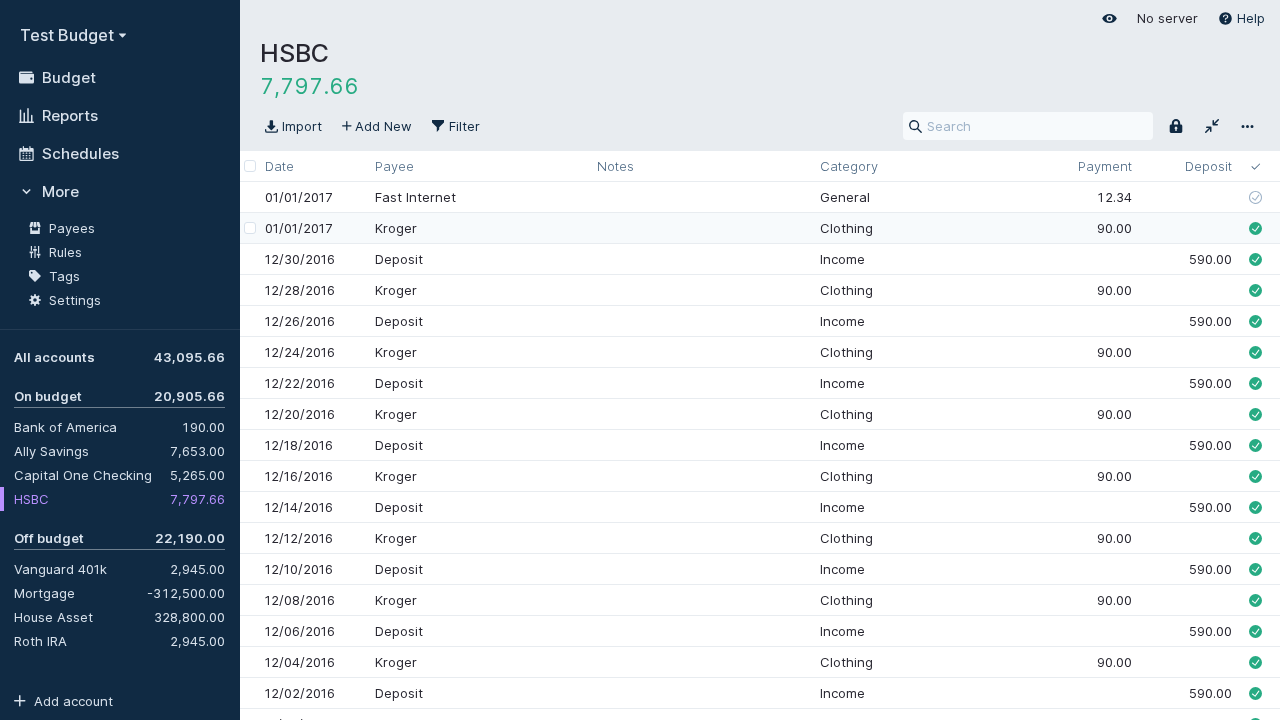 Test Budget
Budget
Reports
Schedules
More
Payees
Rules
Tags
Settings
All accounts 43,095.66
On budget 20,905.66
Bank of America 190.00
Ally Savings 7,653.00
Capital One Checking 5,265.00
HSBC 7,797.66
Off budget 22,190.00
Vanguard 401k 2,945.00
Mortgage -312,500.00
House Asset 328,800.00
Roth IRA 2,945.00
Add account
No server Help
HSBC
7,797.66
Import Add New Filter Search
Date Payee Notes Category Payment Deposit
01/01/2017 Fast Internet General 12.34
01/01/2017 Kroger Clothing 90.00
12/30/2016 Deposit Income 590.00
12/28/2016 Kroger Clothing 90.00
12/26/2016 Deposit Income 590.00
12/24/2016 Kroger Clothing 90.00
12/22/2016 Deposit Income 590.00
12/20/2016 Kroger Clothing 90.00
12/18/2016 Deposit Income 590.00
12/16/2016 Kroger Clothing 90.00
12/14/2016 Deposit Income 590.00
12/12/2016 Kroger Clothing 90.00
12/10/2016 Deposit Income 590.00
12/08/2016 Kroger Clothing 90.00
12/06/2016 Deposit Income 590.00
12/04/2016 Kroger Clothing 90.00
12/02/2016 Deposit Income 590.00